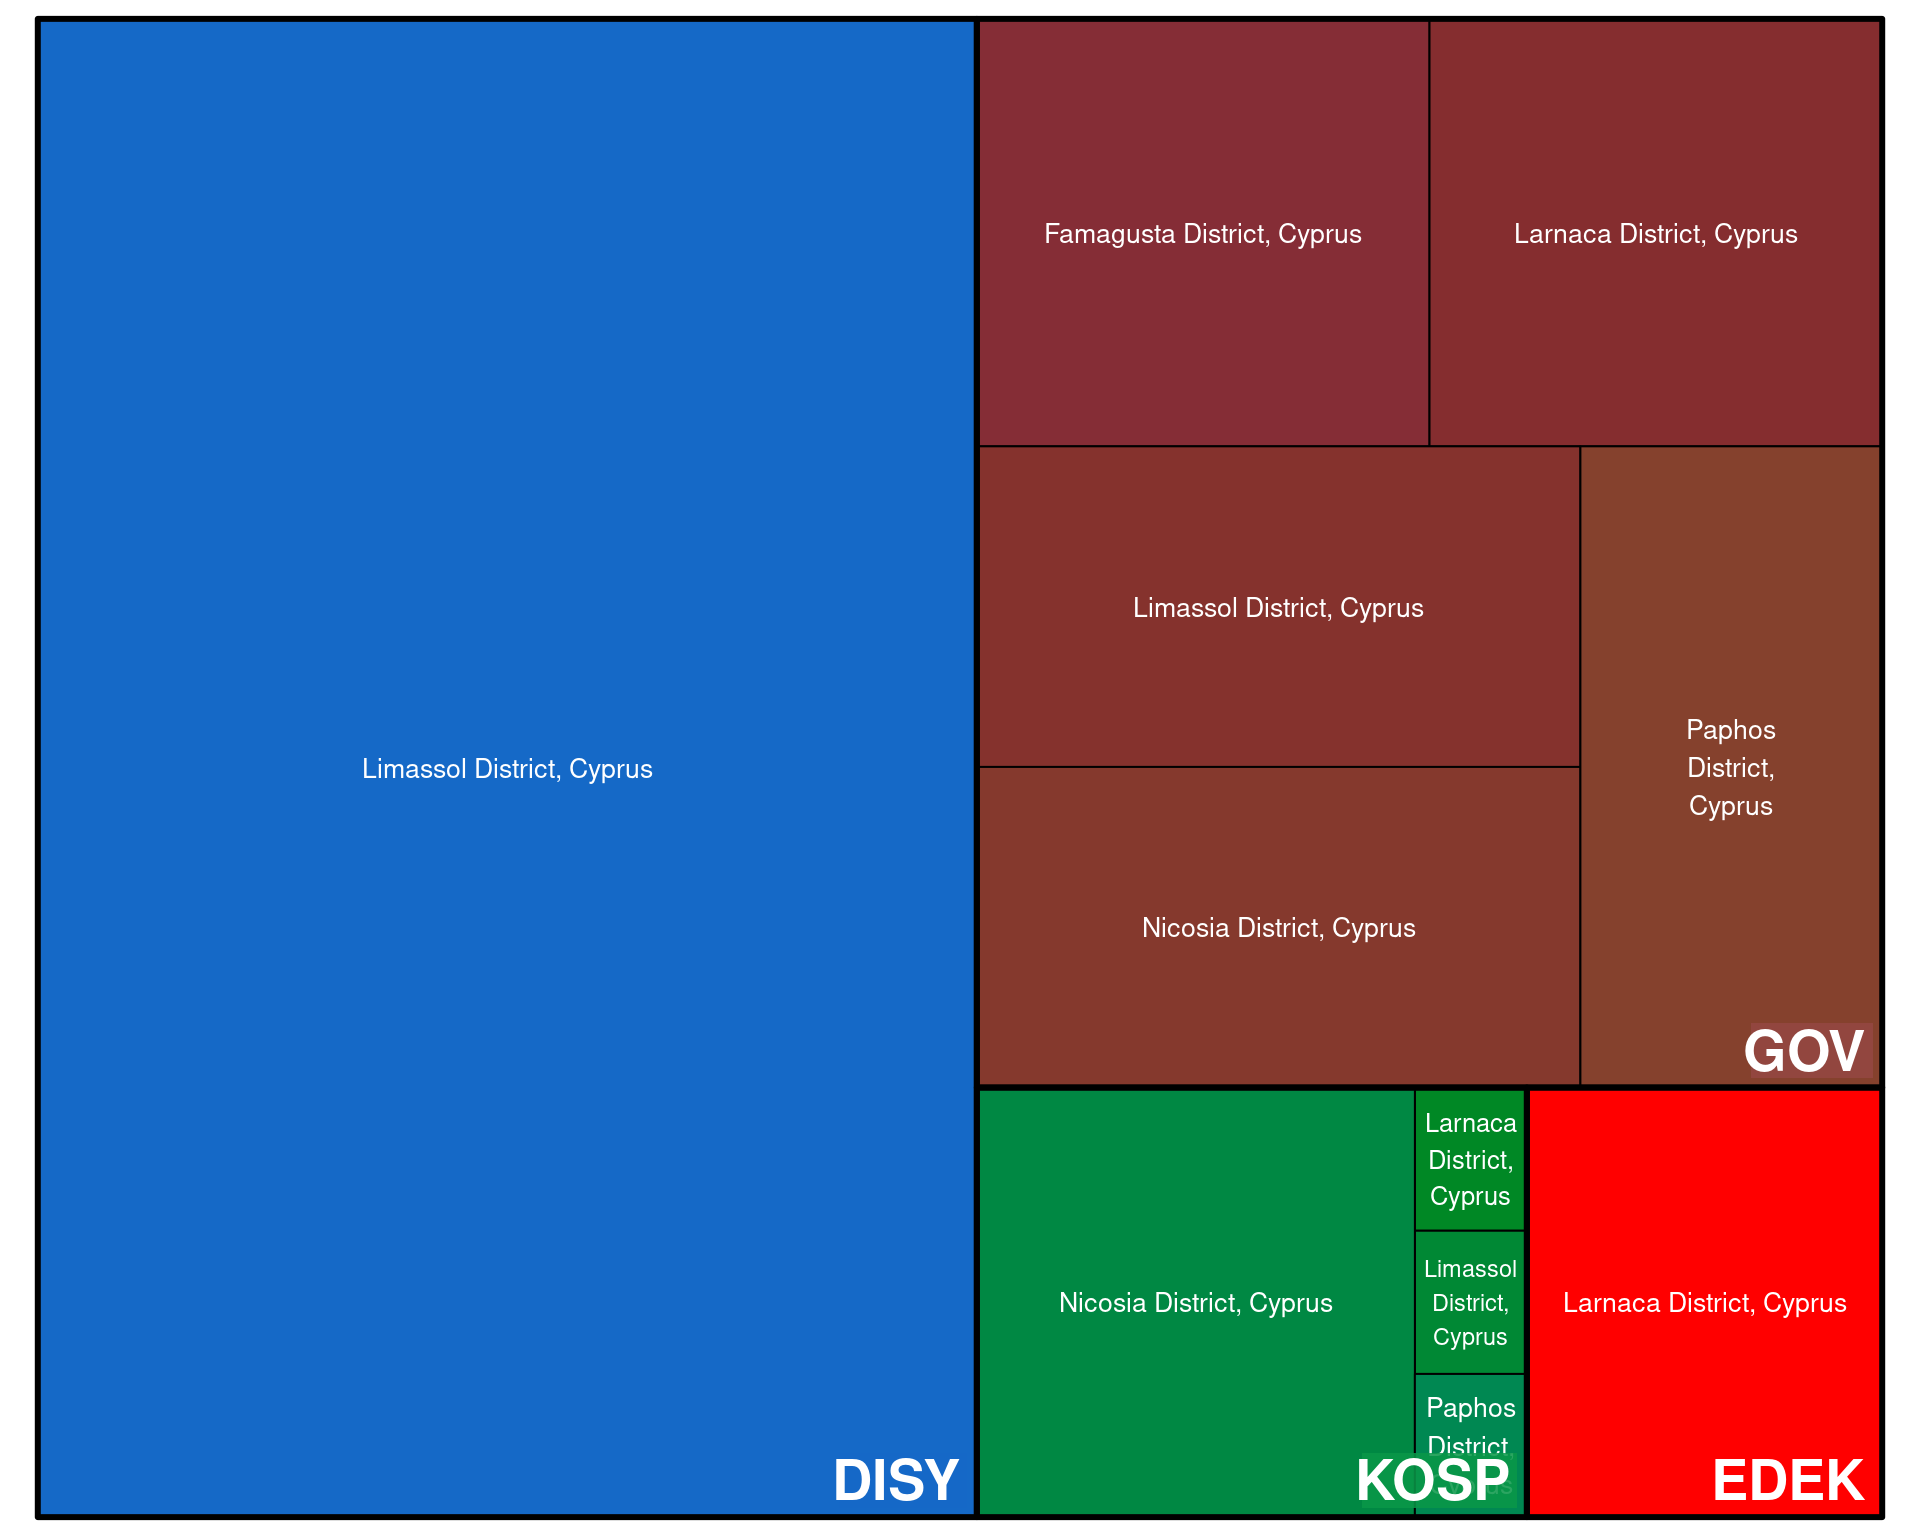 Limassol District, Cyprus
DISY
Famagusta District, Cyprus
Larnaca District, Cyprus
Limassol District, Cyprus
Nicosia District, Cyprus
Paphos
District,
Cyprus
GOV
Nicosia District, Cyprus
Larnaca
District,
Cyprus
Limassol
District,
Cyprus
Paphos
District,
KOSP
Larnaca District, Cyprus
EDEK